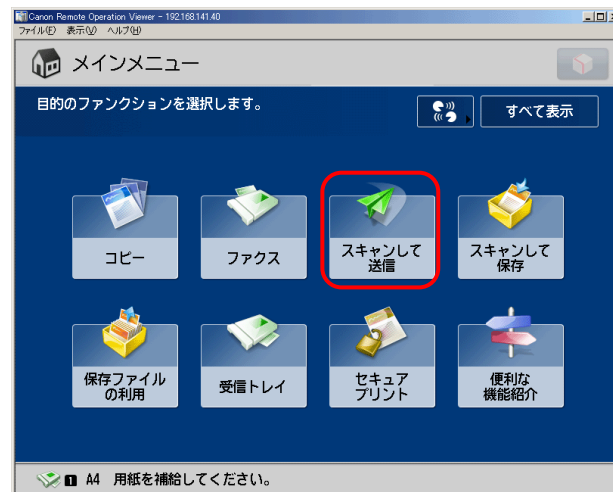 Canon Remote Operation Viewer - 192.168.141.40
ファイル(F) 表示(V) ヘルプ(H)
メインメニュー
目的のファンクションを選択します。
すべて表示
コピー
ファクス
スキャンして
送信
スキャンして
保存
保存ファイル
の利用
受信トレイ
セキュア
プリント
便利な
機能紹介
1 A4 用紙を補給してください。